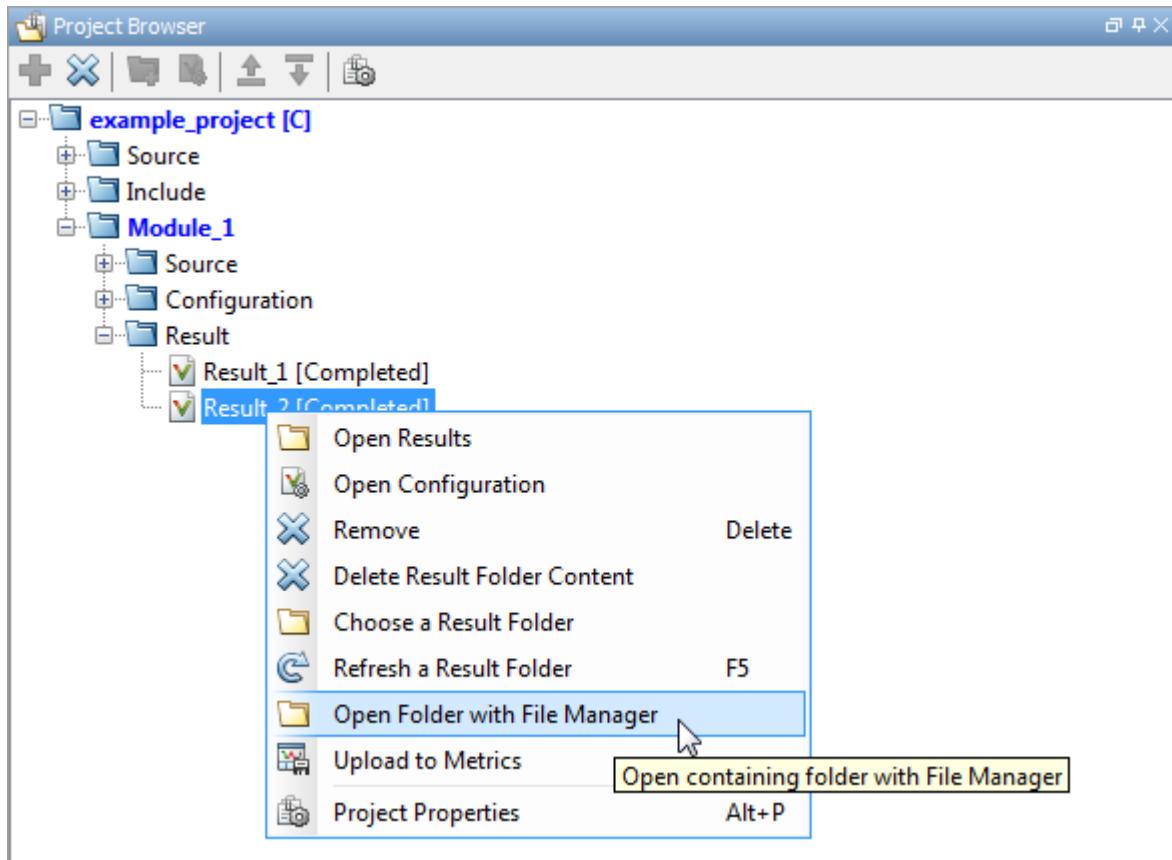 Project Browser
example_project [C]
Source
Include
Module_1
Source
Configuration
Result
Result_1 [Completed]
Result_2 [Completed]
Open Results
Open Configuration
Remove Delete
Delete Result Folder Content
Choose a Result Folder
Refresh a Result Folder F5
Open Folder with File Manager
Upload to Metrics
Open containing folder with File Manager
Project Properties Alt+P